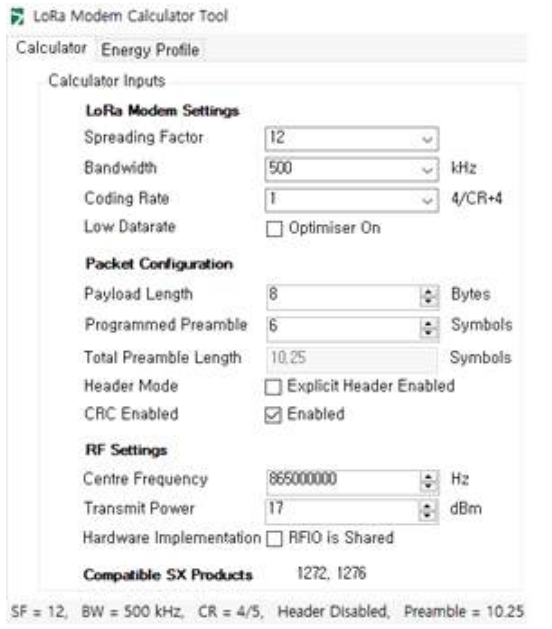 LoRa Modem Calculator Tool
Calculator Energy Profile
Calculator Inputs
LoRa Modem Settings
Spreading Factor 12
Bandwidth 500 kHz
Coding Rate 1 4/CR+4
Low Datarate Optimiser On
Packet Configuration
Payload Length 8 Bytes
Programmed Preamble 6 Symbols
Total Preamble Length 10.25 Symbols
Header Mode Explicit Header Enabled
CRC Enabled Enabled
RF Settings
Centre Frequency 865000000 Hz
Transmit Power 17 dBm
Hardware Implementation RFIO is Shared
Compatible SX Products 1272, 1276
SF = 12, BW = 500 kHz, CR = 4/5, Header Disabled, Preamble = 10.25